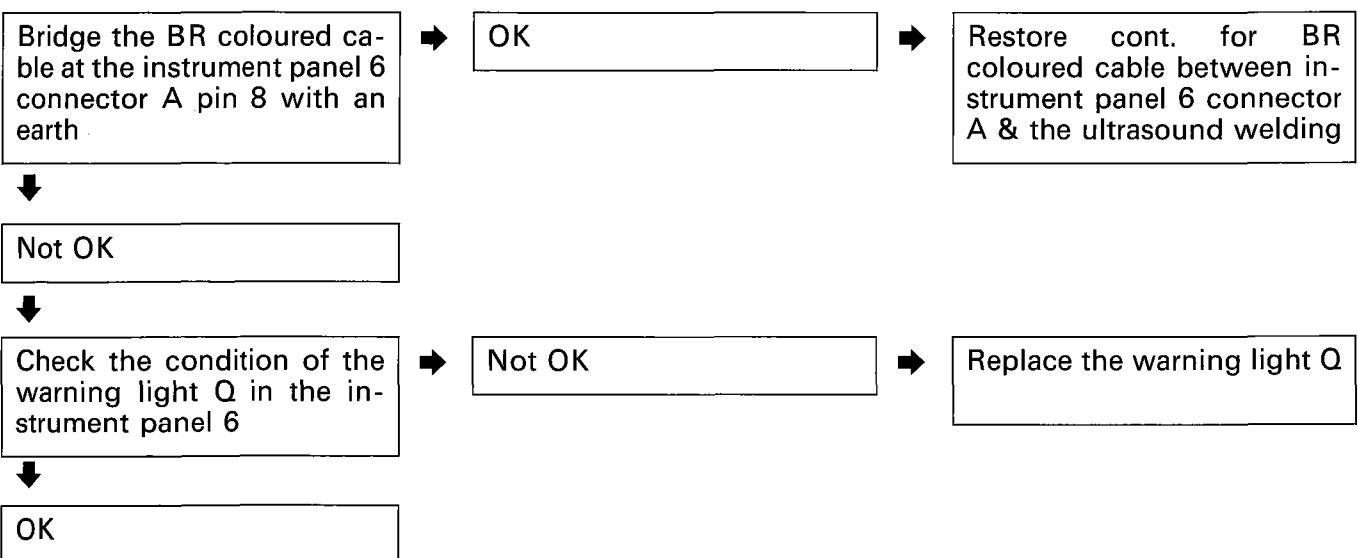 Bridge the BR coloured ca-
ble at the instrument panel 6
connector A pin 8 with an
earth
OK
Restore cont. for BR
coloured cable between in-
strument panel 6 connector
A & the ultrasound welding
Not OK
Check the condition of the
warning light Q in the in-
strument panel 6
Not OK
Replace the warning light Q
OK